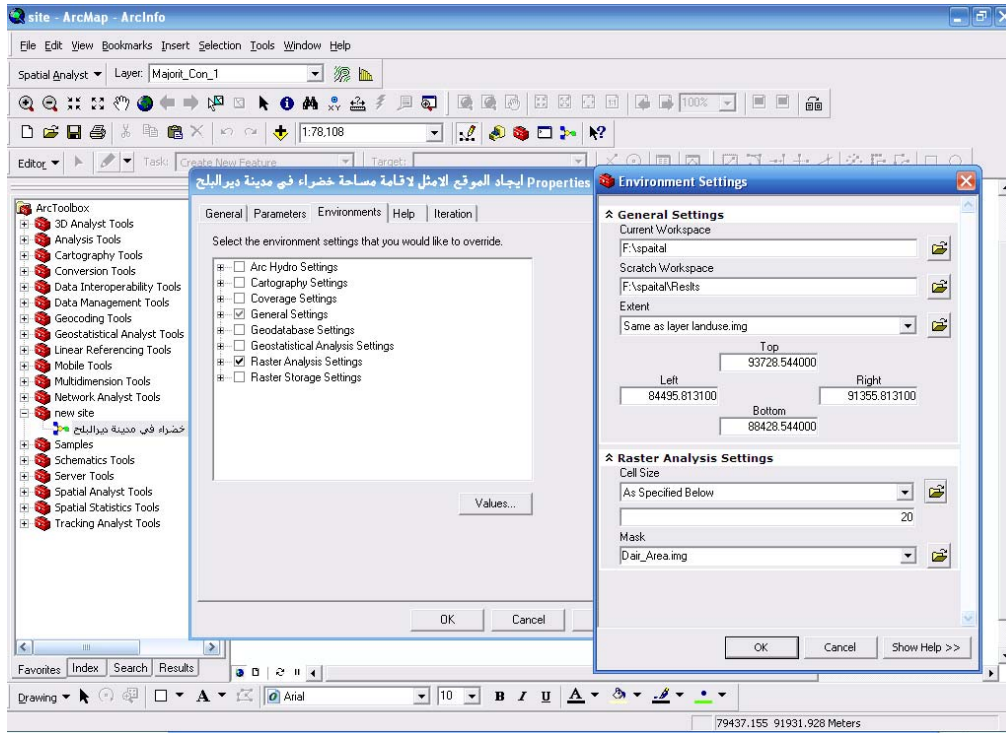 site - ArcMap - ArcInfo
File Edit View Bookmarks Insert Selection Tools Window Help
Spatial Analyst Layer: Majorit_Con_1
100%
1:78,108
Editor Task: Create New Feature Target:
ايجاد الموقع الامثل لاقامة مساحة خضراء في مدينة ديرالبلح Properties
ArcToolbox
3D Analyst Tools
Analysis Tools
Cartography Tools
Conversion Tools
Data Interoperability Tools
Data Management Tools
Geocoding Tools
Geostatistical Analyst Tools
Linear Referencing Tools
Mobile Tools
Multidimension Tools
Network Analyst Tools
new site
خضراء في مدينة ديرالبلح
Samples
Schematics Tools
Server Tools
Spatial Analyst Tools
Spatial Statistics Tools
Tracking Analyst Tools
Favorites Index Search Results
General Parameters Environments Help Iteration
Select the environment settings that you would like to override.
Arc Hydro Settings
Cartography Settings
Coverage Settings
General Settings
Geodatabase Settings
Geostatistical Analysis Settings
Raster Analysis Settings
Raster Storage Settings
Values...
OK Cancel
Environment Settings
General Settings
Current Workspace
F:\spaital
Scratch Workspace
F:\spaital\Reslts
Extent
Same as layer landuse.img
Top
93728.544000
Left Right
84495.813100 91355.813100
Bottom
88428.544000
Raster Analysis Settings
Cell Size
As Specified Below
20
Mask
Dair_Area.img
OK Cancel Show Help >>
Drawing A Arial 10 B I U A
79437.155 91931.928 Meters